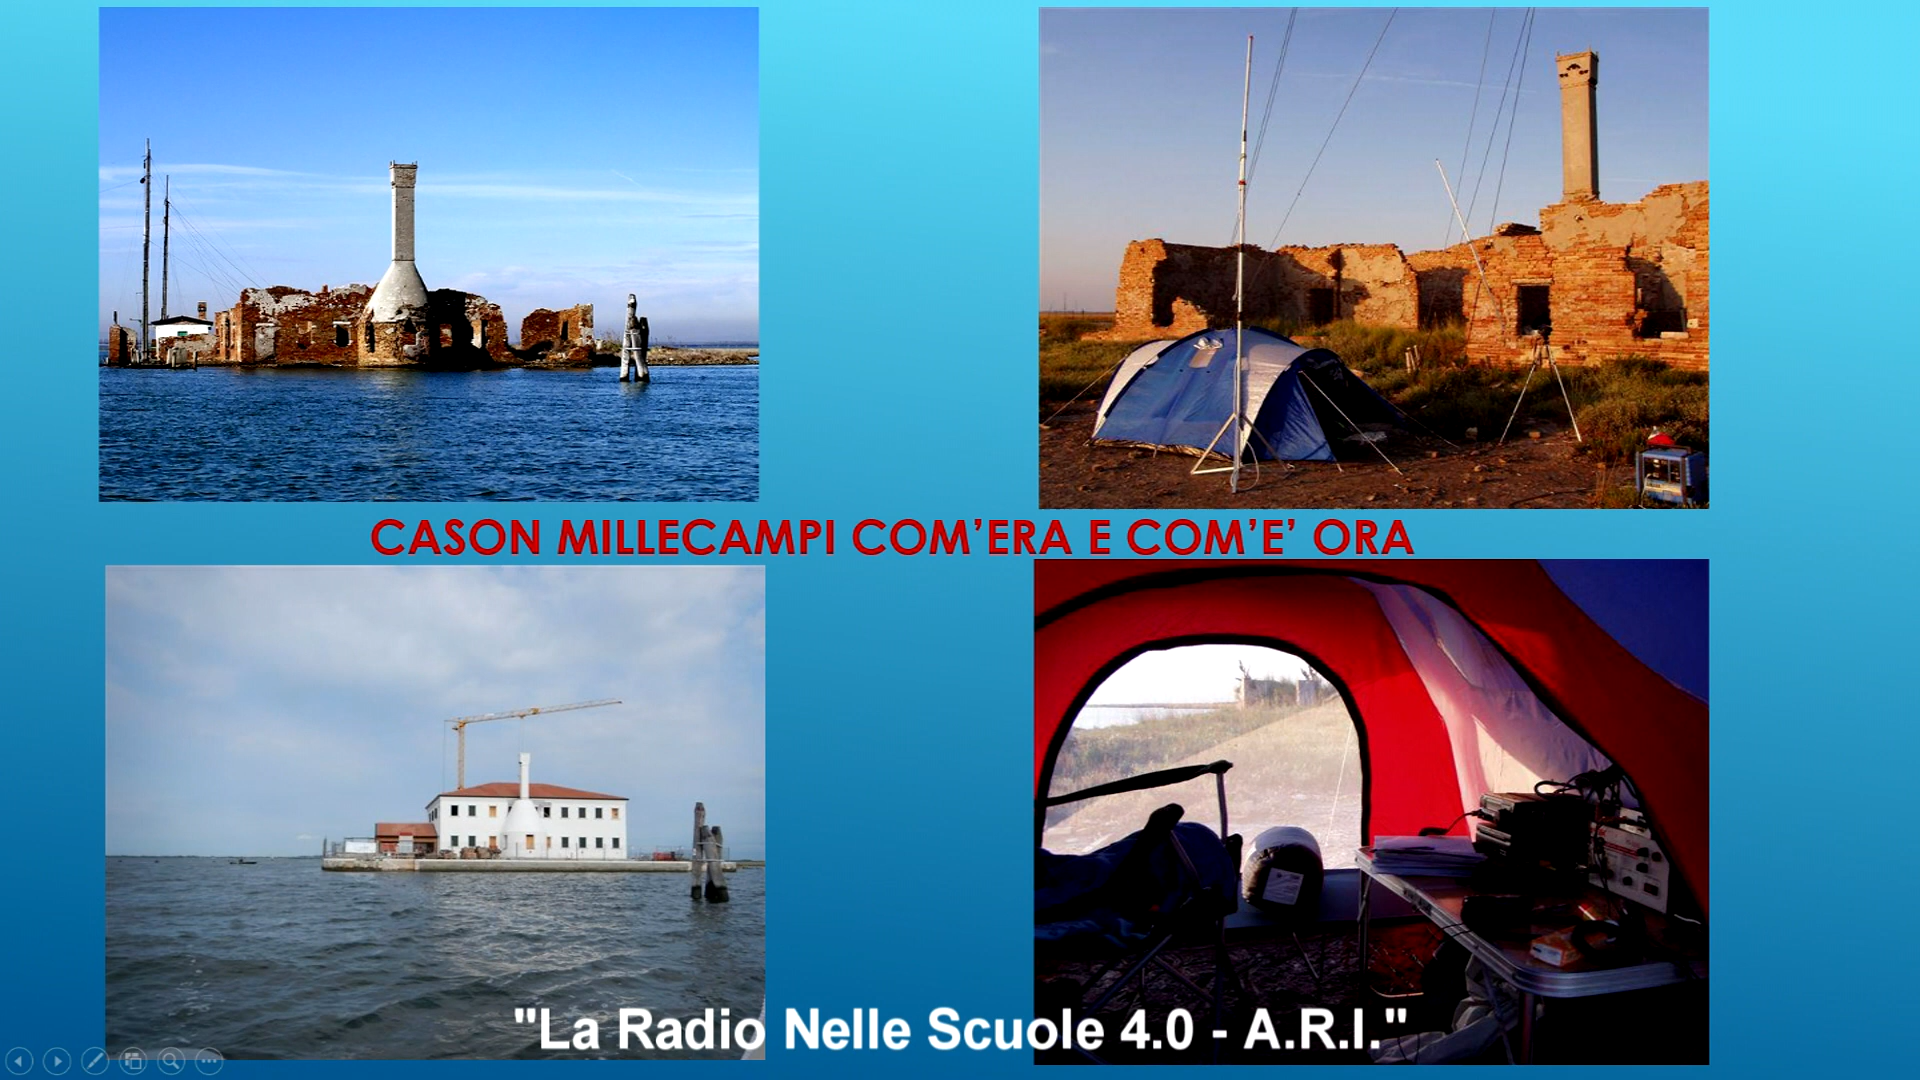 CASON MILLECAMPI COM’ERA E COM’E’ ORA
"La Radio Nelle Scuole 4.0 - A.R.I."